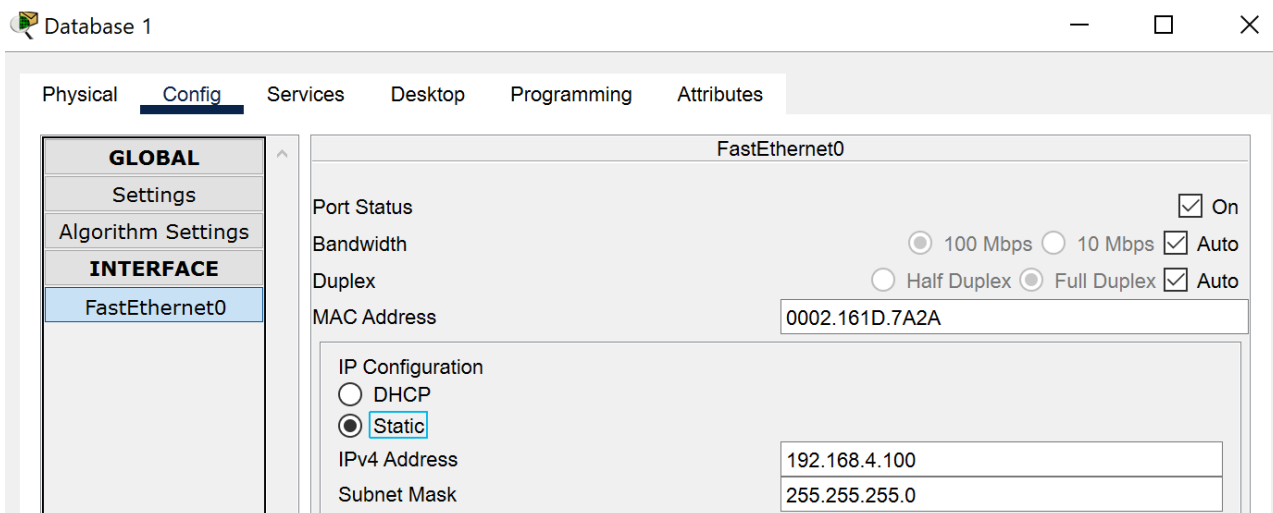 Database 1
Physical Config Services Desktop Programming Attributes
GLOBAL
Settings
Algorithm Settings
INTERFACE
FastEthernet0
FastEthernet0
Port Status On
Bandwidth 100 Mbps 10 Mbps Auto
Duplex Half Duplex Full Duplex Auto
MAC Address 0002.161D.7A2A
IP Configuration
DHCP
Static
IPv4 Address 192.168.4.100
Subnet Mask 255.255.255.0